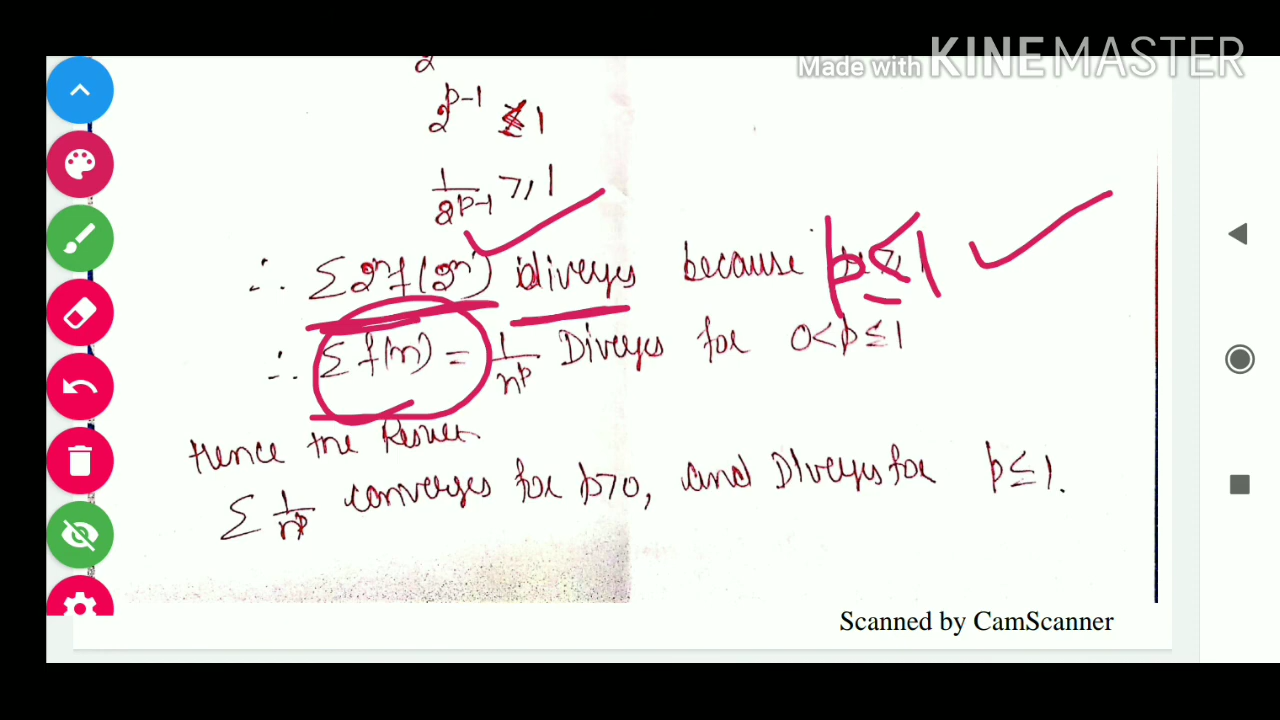 Made with KINEMASTER
2
2^{p-1} ≤ 1
1/2^{p-1} ≥ 1
∴ Σ2^n f(2^n) diverges because p ≤ 1
∴ Σ f(n) = 1/n^p Diverges for 0<p≤1
Hence the Result
Σ 1/n^p converges for p>0, and Diverges for p≤1.
Scanned by CamScanner